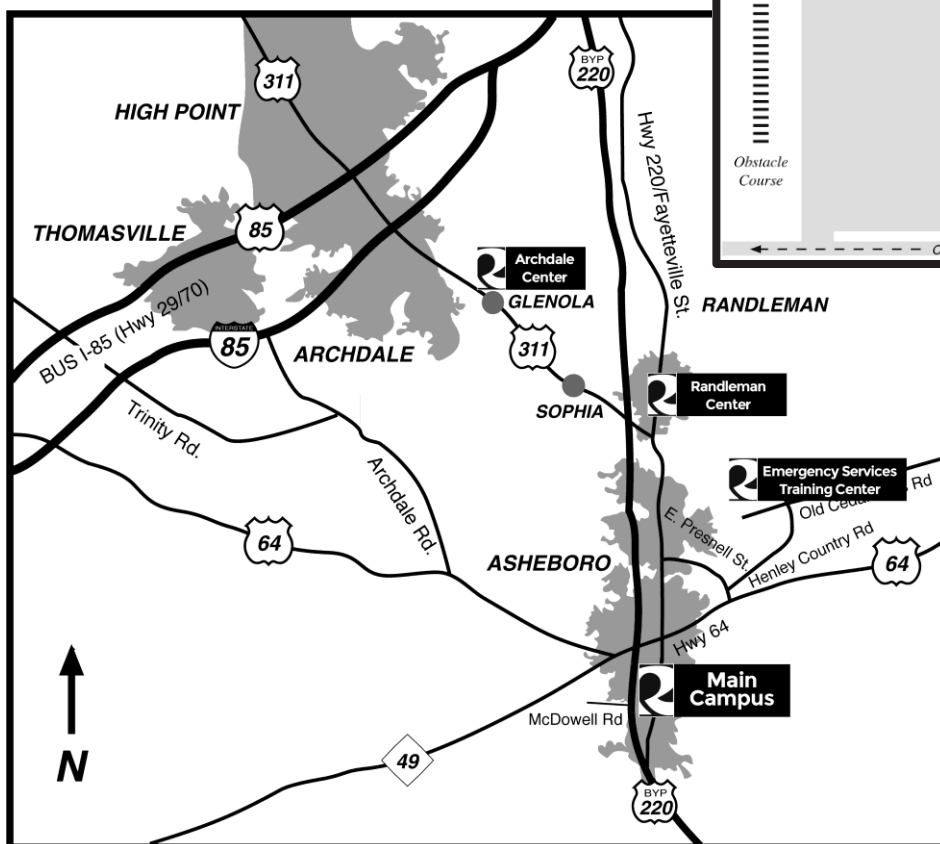 BYP
220
311
HIGH POINT
Obstacle
Course
Hwy 220/Fayetteville St.
THOMASVILLE
85
Archdale
Center
GLENOLA
RANDLEMAN
BUS I-85 (Hwy 29/70)
INTERSTATE
85
ARCHDALE
311
SOPHIA
Randleman
Center
Trinity Rd.
Archdale Rd.
Emergency Services
Training Center
Old Rd
E. Presnell St.
Henley Country Rd
64
64
ASHEBORO
Hwy 64
Main
Campus
McDowell Rd
N
49
BYP
220